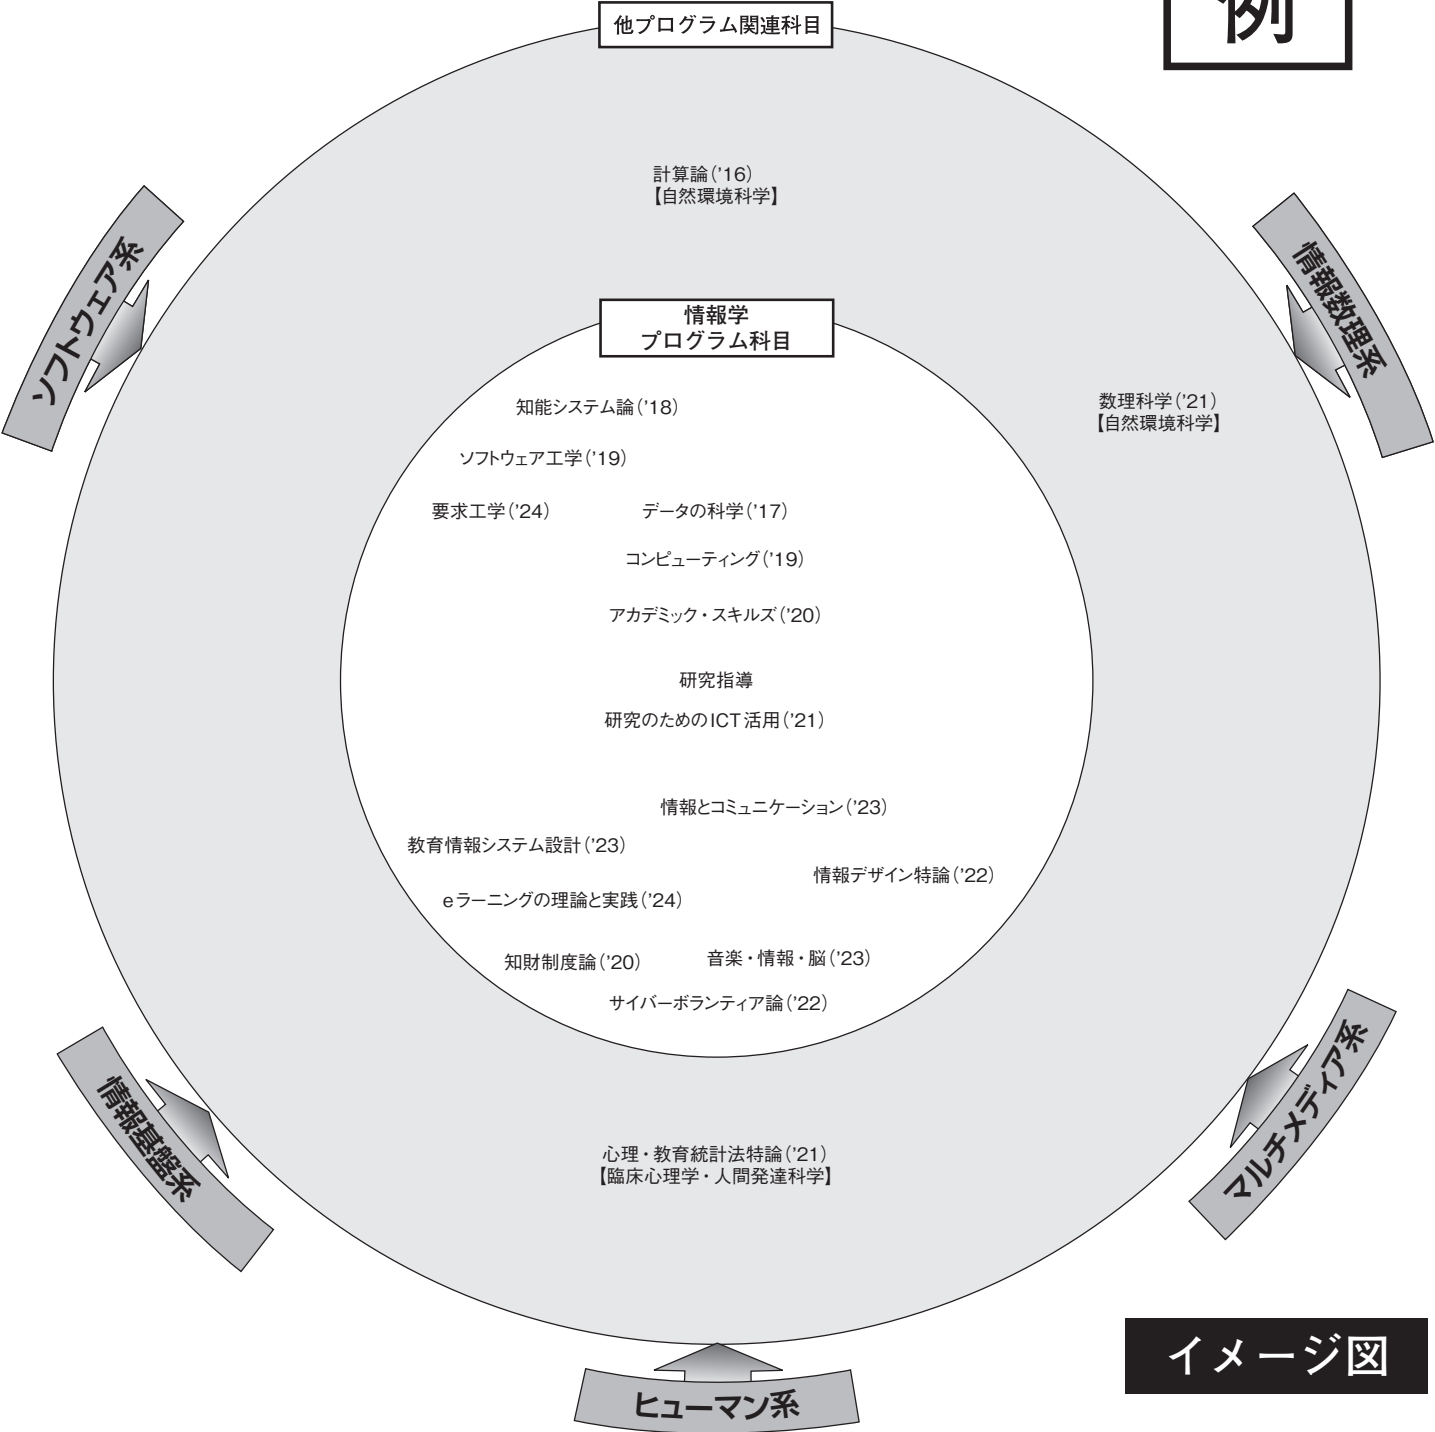 例
他プログラム関連科目
計算論('16)
【自然環境科学】
ソフトウェア系
情報数理系
情報学
プログラム科目
数理科学('21)
【自然環境科学】
知能システム論('18)
ソフトウェア工学('19)
要求工学('24)
データの科学('17)
コンピューティング('19)
アカデミック・スキルズ('20)
研究指導
研究のためのICT活用('21)
情報とコミュニケーション('23)
教育情報システム設計('23)
情報デザイン特論('22)
eラーニングの理論と実践('24)
知財制度論('20)
音楽・情報・脳('23)
サイバーボランティア論('22)
情報基盤系
マルチメディア系
心理・教育統計法特論('21)
【臨床心理学・人間発達科学】
ヒューマン系
イメージ図